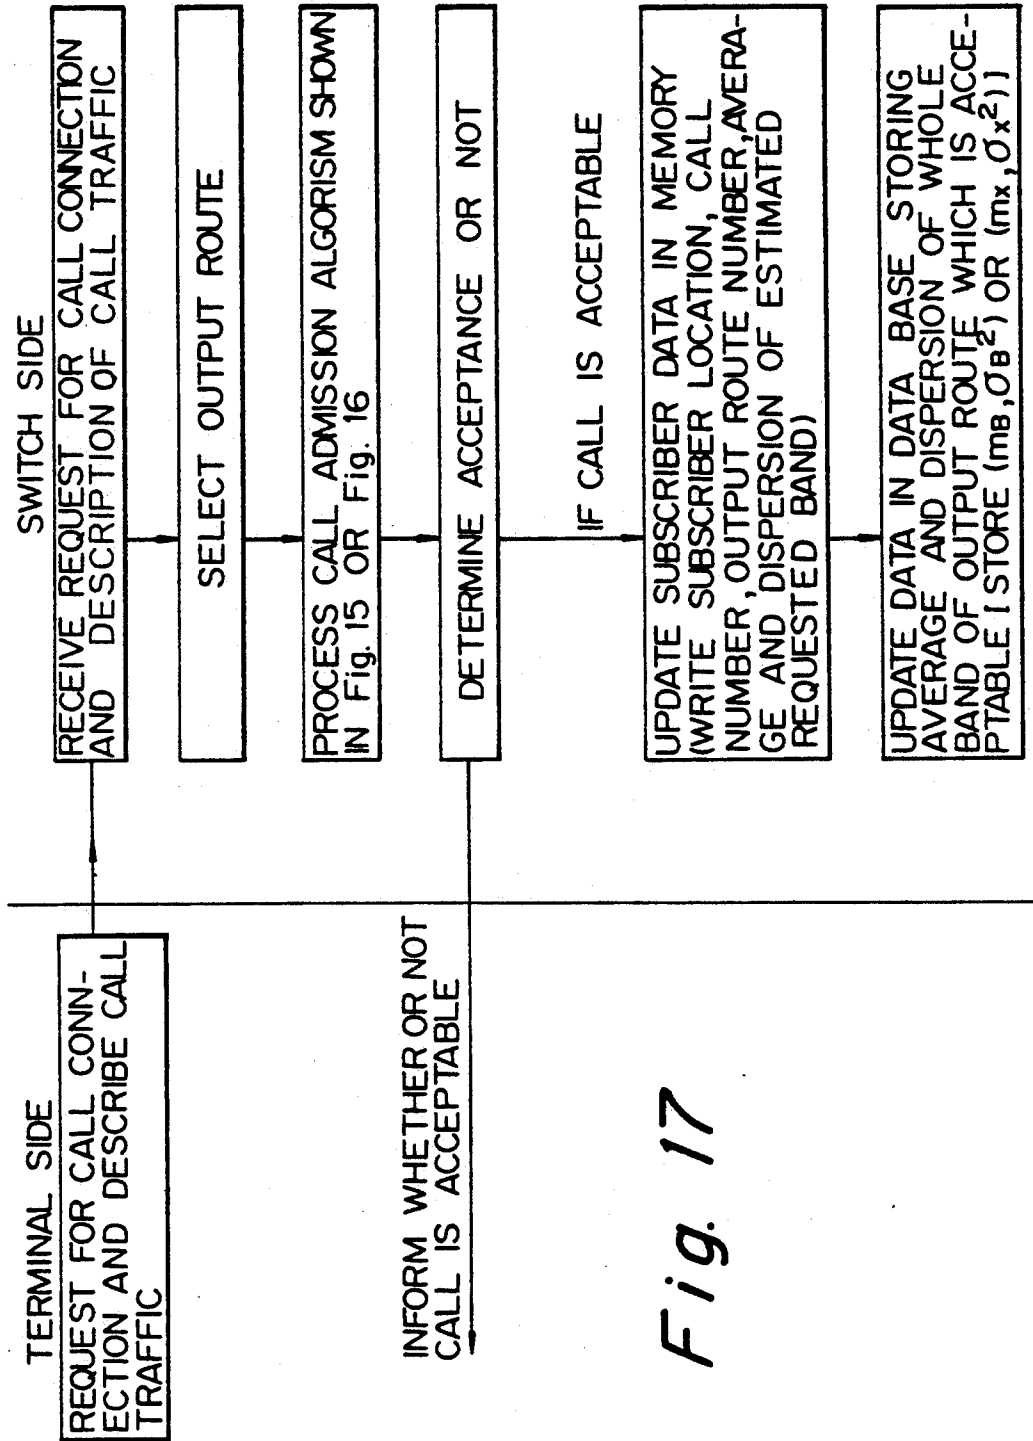 TERMINAL SIDE
REQUEST FOR CALL CONN-
ECTION AND DESCRIBE CALL
TRAFFIC
SWITCH SIDE
RECEIVE REQUEST FOR CALL CONNECTION
AND DESCRIPTION OF CALL TRAFFIC
SELECT OUTPUT ROUTE
PROCESS CALL ADMISSION ALGORISM SHOWN
IN Fig. 15 OR Fig. 16
DETERMINE ACCEPTANCE OR NOT
INFORM WHETHER OR NOT
CALL IS ACCEPTABLE
IF CALL IS ACCEPTABLE
UPDATE SUBSCRIBER DATA IN MEMORY
(WRITE SUBSCRIBER LOCATION, CALL
NUMBER, OUTPUT ROUTE NUMBER, AVERA-
GE AND DISPERSION OF ESTIMATED
REQUESTED BAND)
UPDATE DATA IN DATA BASE STORING
AVERAGE AND DISPERSION OF WHOLE
BAND OF OUTPUT ROUTE WHICH IS ACCE-
PTABLE [STORE (mB, σB²) OR (mx, σx²))
Fig. 17